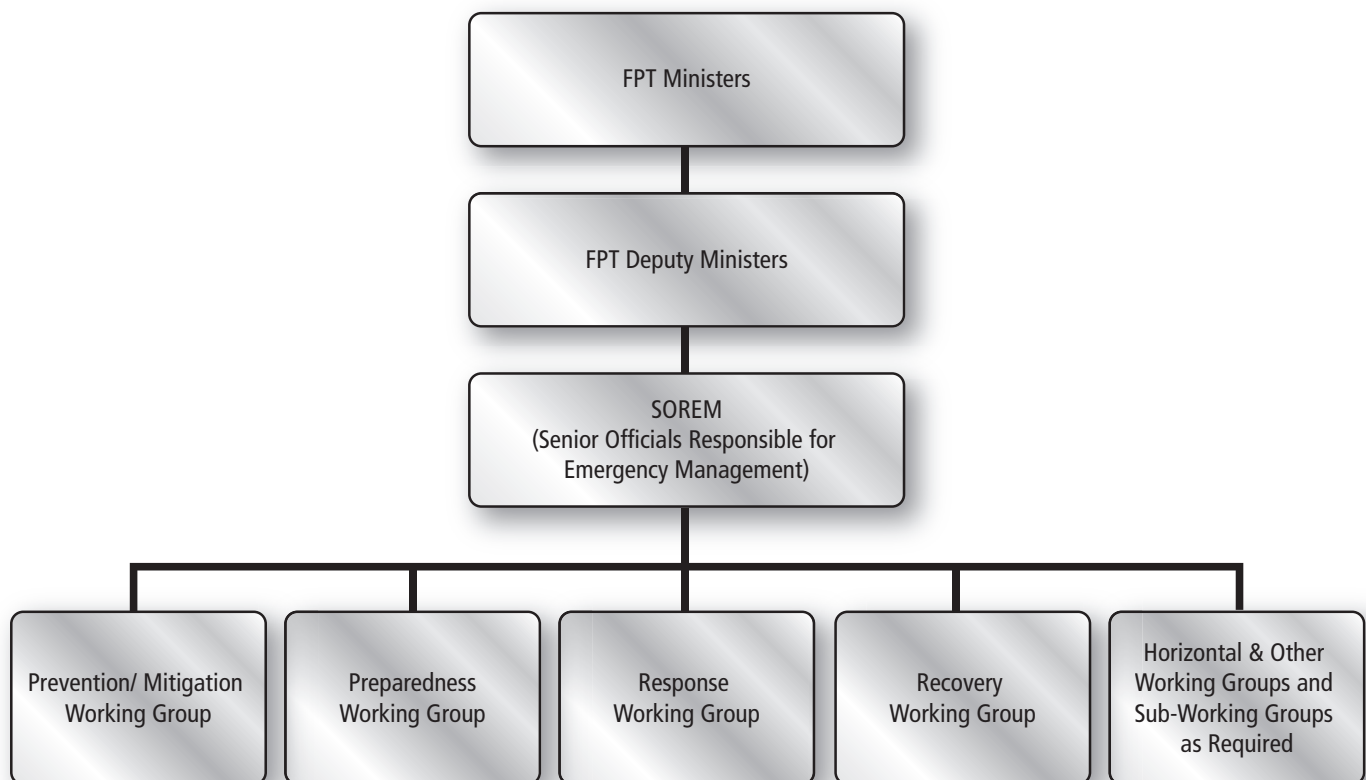 FPT Ministers
FPT Deputy Ministers
SOREM
(Senior Officials Responsible for
Emergency Management)
Prevention/ Mitigation
Working Group
Preparedness
Working Group
Response
Working Group
Recovery
Working Group
Horizontal & Other
Working Groups and
Sub-Working Groups
as Required